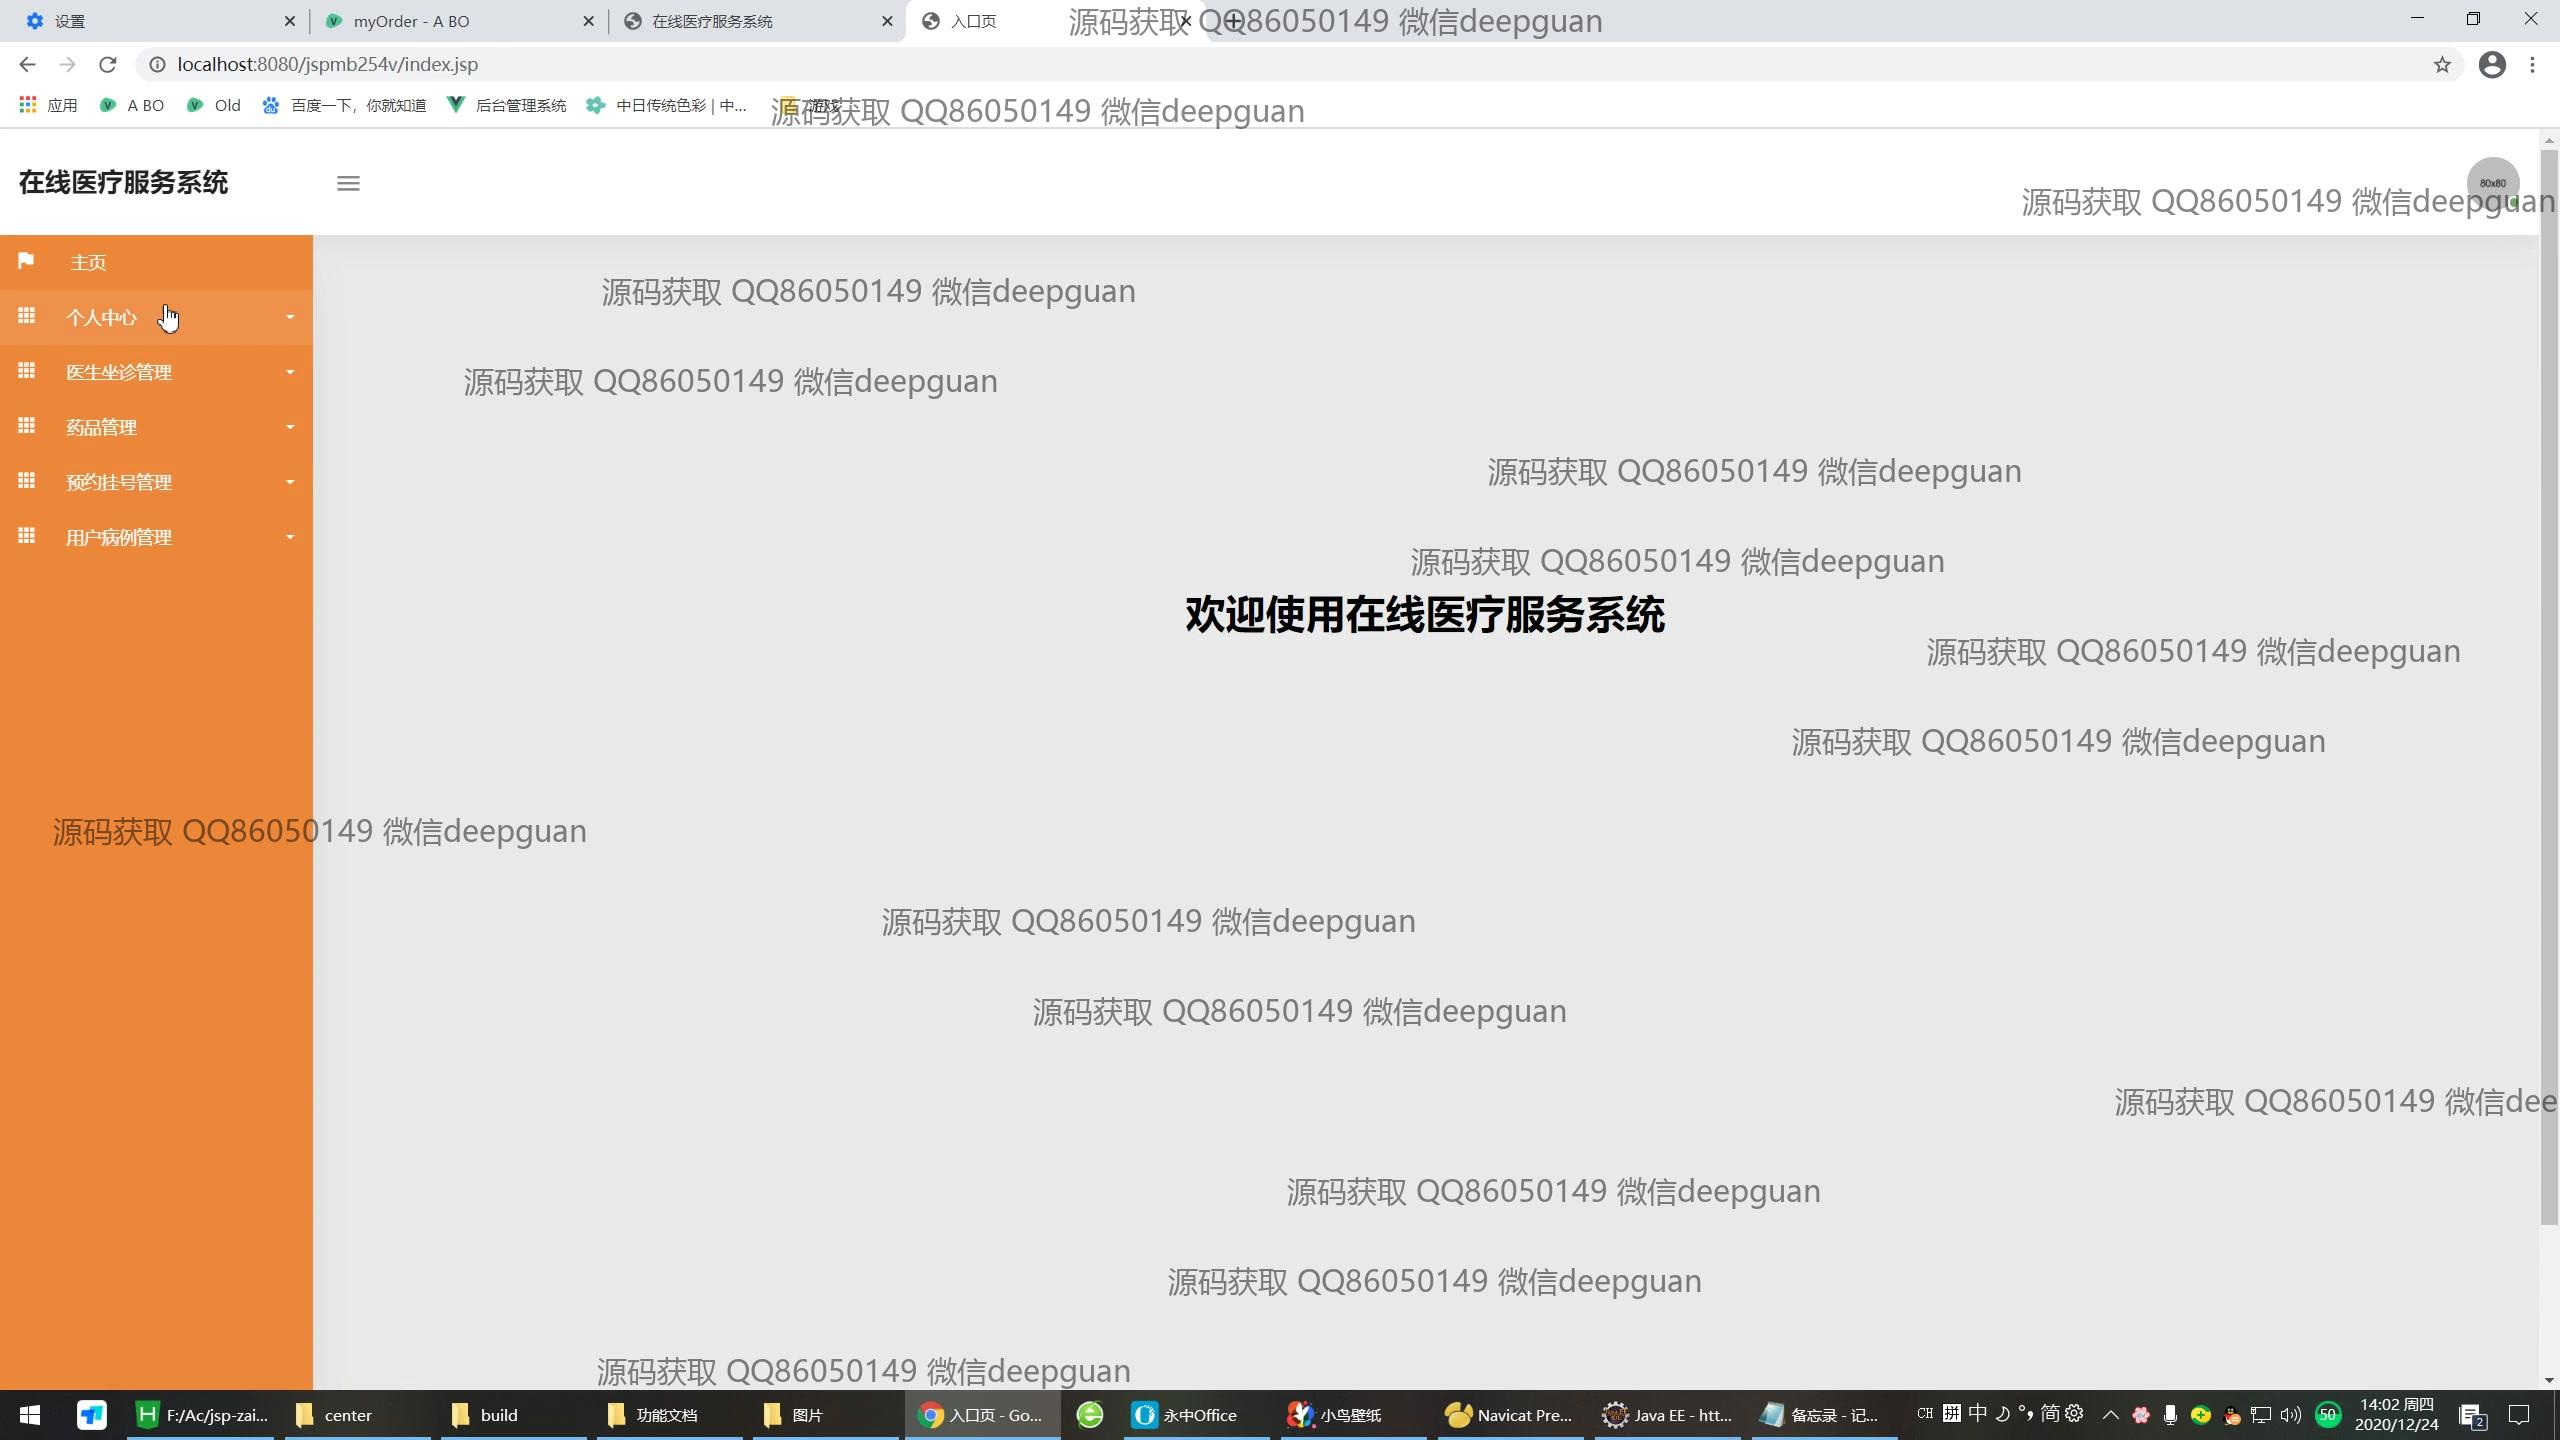 设置
myOrder - A BO
在线医疗服务系统
入口页
源码获取 QQ86050149 微信deepguan
localhost:8080/jspmb254v/index.jsp
应用
A BO
Old
百度一下，你就知道
后台管理系统
中日传统色彩 | 中...
游戏
源码获取 QQ86050149 微信deepguan
在线医疗服务系统
80x80
源码获取 QQ86050149 微信deepguan
主页
源码获取 QQ86050149 微信deepguan
个人中心
医生坐诊管理
源码获取 QQ86050149 微信deepguan
药品管理
源码获取 QQ86050149 微信deepguan
预约挂号管理
用户病例管理
源码获取 QQ86050149 微信deepguan
欢迎使用在线医疗服务系统
源码获取 QQ86050149 微信deepguan
源码获取 QQ86050149 微信deepguan
源码获取 QQ86050149 微信deepguan
源码获取 QQ86050149 微信deepguan
源码获取 QQ86050149 微信deepguan
源码获取 QQ86050149 微信dee
源码获取 QQ86050149 微信deepguan
源码获取 QQ86050149 微信deepguan
源码获取 QQ86050149 微信deepguan
F:/Ac/jsp-zai...
center
build
功能文档
图片
入口页 - Go...
永中Office
小鸟壁纸
Navicat Pre...
Java EE - htt...
备忘录 - 记...
CH 拼 中 简
50
14:02 周四
2020/12/24
2